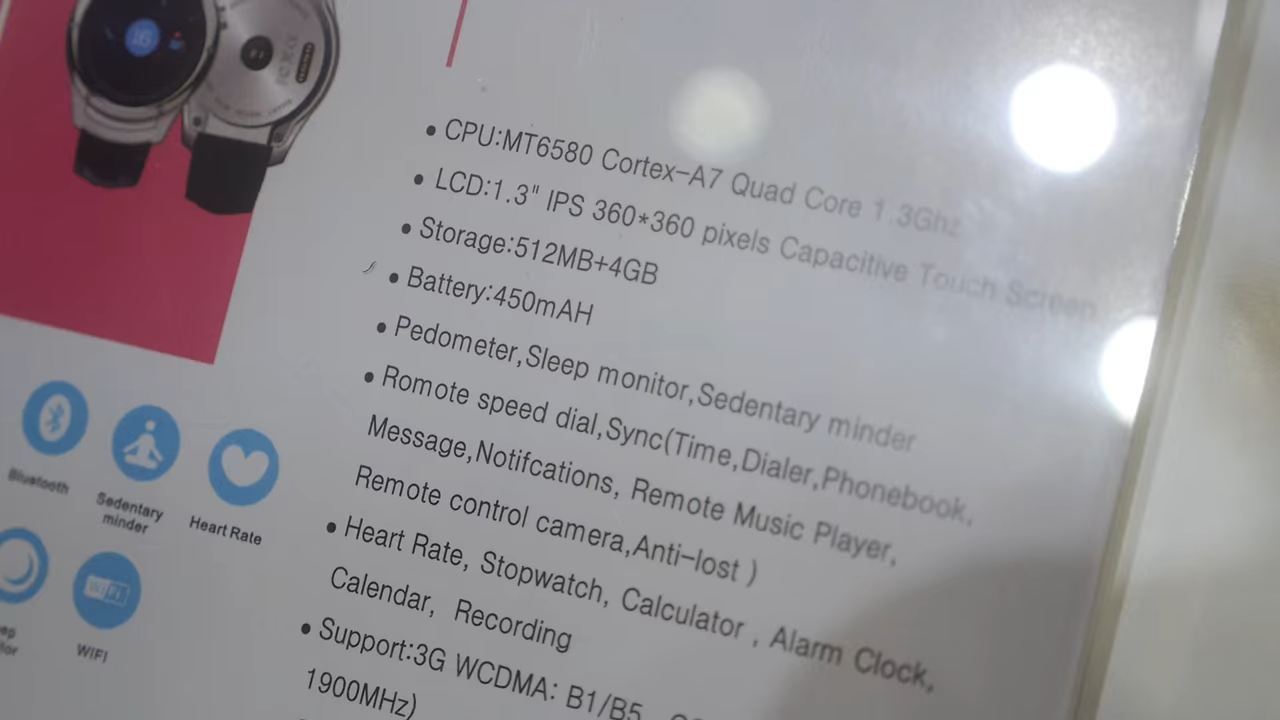 • CPU:MT6580 Cortex-A7 Quad Core 1.3Ghz
• LCD:1.3" IPS 360*360 pixels Capacitive Touch Screen
• Storage:512MB+4GB
• Battery:450mAH
• Pedometer,Sleep monitor,Sedentary minder
• Romote speed dial,Sync(Time,Dialer,Phonebook,
Message,Notifcations, Remote Music Player,
Remote control camera,Anti-lost )
• Heart Rate, Stopwatch, Calculator , Alarm Clock,
Calendar, Recording
• Support:3G WCDMA: B1/B5
1900MHz)
Bluetooth
Sedentary
minder
Heart Rate
WIFI
WIFI